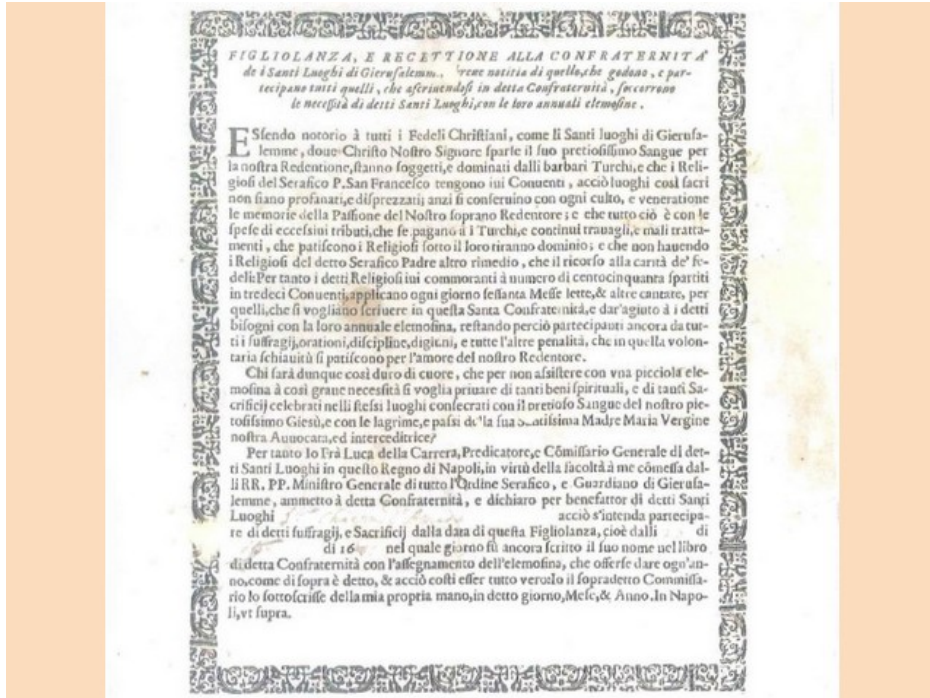 FIGLIOLANZA, E RECETTIONE ALLA CONFRATERNITA'
de i Santi Luoghi di Gierusalemm. reue notitia di quello, che godono, e par-
tecipano tutti quelli, che ascriuendosi in detta Confraternità, soccorrono
le necessità di detti Santi Luoghi, con le loro annuali elemosine.
ESsendo notorio à tutti i Fedeli Christiani, come li Santi luoghi di Gierusa-
lemme, doue Christo Nostro Signore sparse il suo pretiosissimo Sangue per
la nostra Redentione, stanno soggetti, e dominati dalli barbari Turchi, e che i Reli-
giosi del Serafico P. San Francesco tengono iui Conuenti, acciò luoghi così sacri
non siano profanati, e disprezzati; anzi si conseruino con ogni culto, e veneratione
le memorie della Passione del Nostro soprano Redentore; e che tutto ciò è con le
spese di eccessiui tributi, che se pagano à i Turchi, e continui trauagli, e mali tratta-
menti, che patiscono i Religiosi sotto il loro tiranno dominio; e che non hauendo
i Religiosi del detto Serafico Padre altro rimedio, che il ricorso alla carità de' fe-
deli: Per tanto i detti Religiosi iui commoranti à numero di centocinquanta spartiti
in tredeci Conuenti, applicano ogni giorno sessanta Messe lette, & altre cantate, per
quelli, che si vogliano scriuere in questa Santa Confraternità, e dar'agiuto à i detti
bisogni con la loro annuale elemosina, restando perciò partecipanti ancora da tut-
ti i suffragij, orationi, discipline, digiuni, e tutte l'altre penalità, che in quella volon-
taria schiauitù si patiscono per l'amore del nostro Redentore.
Chi sarà dunque così duro di cuore, che per non assistere con vna picciola ele-
mosina à così graue necessità si voglia priuare di tanti beni spirituali, e di tanti Sa-
crificij celebrati nelli stessi luoghi consecrati con il pretioso Sangue del nostro pie-
tosissimo Giesù, e con le lagrime, e passi della sua Beatissima Madre Maria Vergine
nostra Auuocata, ed interceditrice?
Per tanto Io Frà Luca della Carrera, Predicatore, e Cõmissario Generale di det-
ti Santi Luoghi in questo Regno di Napoli, in virtù della facoltà à me cõmessa dal-
li RR. PP. Ministro Generale di tutto l'Ordine Serafico, e Guardiano di Gierusa-
lemme, ammetto à detta Confraternità, e dichiaro per benefattor di detti Santi
Luoghi acciò s'intenda partecipa-
re di detti suffragij, e Sacrificij dalla data di questa Figliolanza, cioè dalli di
di 16 nel quale giorno fù ancora scritto il suo nome nel libro
di detta Confraternità con l'assegnamento dell'elemosina, che offerse dare ogn'an-
no, come di sopra è detto, & acciò costi esser tutto vero Io il sopradetto Commissa-
rio lo sottoscrisse della mia propria mano, in detto giorno, Mese, & Anno. In Napo-
li, vt supra.